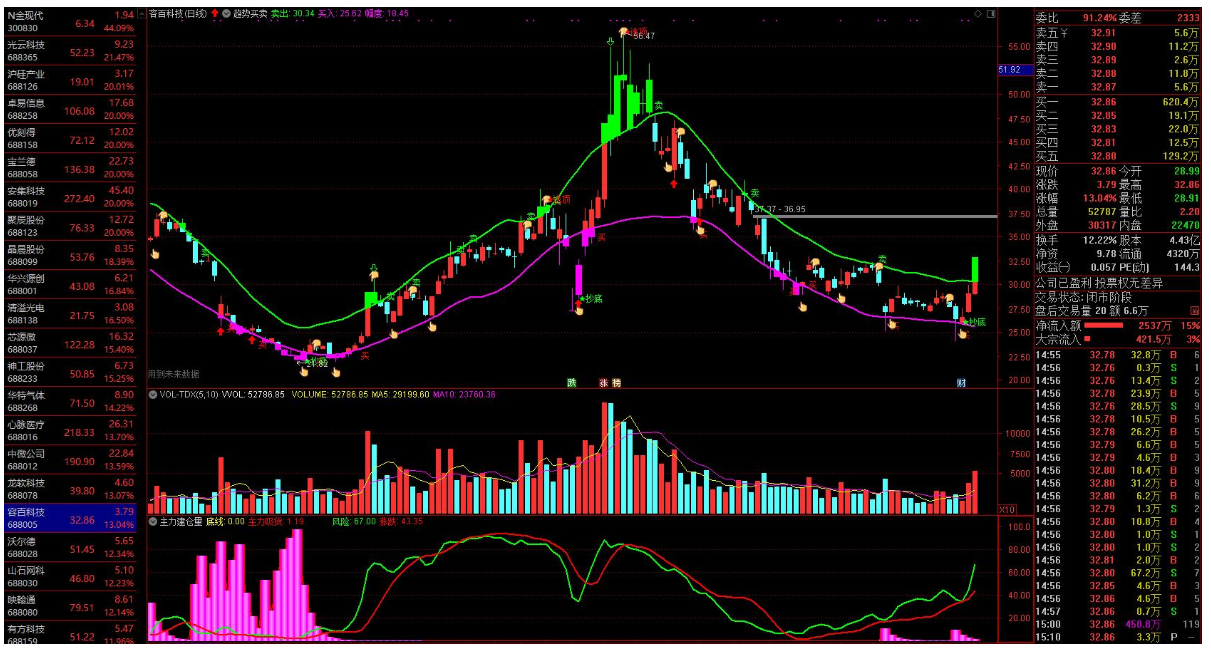 N金现代 1.94
300830 6.34 44.09%
光云科技 9.23
688365 52.23 21.47%
沪硅产业 3.17
688126 19.01 20.01%
卓易信息 17.68
688258 106.08 20.00%
优刻得 12.02
688158 72.12 20.00%
宝兰德 22.73
688058 136.38 20.00%
安集科技 45.40
688019 272.40 20.00%
聚辰股份 12.72
688123 76.33 20.00%
晶晨股份 8.35
688099 53.76 18.39%
华兴源创 6.21
688001 43.08 16.84%
清溢光电 3.08
688138 21.75 16.50%
芯源微 16.32
688037 122.28 15.40%
神工股份 6.73
688233 50.85 15.25%
华特气体 8.90
688268 71.50 14.22%
心脉医疗 26.31
688016 218.33 13.70%
中微公司 22.84
688012 190.90 13.59%
龙软科技 4.60
688078 39.80 13.07%
容百科技 3.79
688005 32.86 13.04%
沃尔德 5.65
688028 51.45 12.34%
山石网科 5.10
688030 46.80 12.23%
映翰通 8.61
688080 79.51 12.14%
有方科技 5.47
688159 51.22 11.96%
容百科技(日线) 趋势买卖 卖出: 30.34 买入: 25.62 幅度: 18.45
56.47
卖
卖
37.37 - 36.95
买
抄底
21.82
用到未来数据
跌 涨 榜 财
55.00
51.92
50.00
47.50
45.00
42.50
40.00
37.50
35.00
32.50
30.00
27.50
25.00
22.50
20.00
VOL-TDX(5,10) VVOL: 52786.85 VOLUME: 52786.85 MA5: 29199.60 MA10: 23760.36
10000
7500
5000
X10
主力建仓量 底线: 0.00 主力吸货: 1.19 风险: 67.00 涨跌: 43.35
100.0
80.00
60.00
40.00
20.00
委比 91.24% 委差 2333
卖五 ¥ 32.91 5.6万
卖四 32.90 11.2万
卖三 32.89 2.6万
卖二 32.88 11.8万
卖一 32.87 5.6万
买一 32.86 620.4万
买二 32.85 19.1万
买三 32.83 22.0万
买四 32.81 12.5万
买五 32.80 129.2万
现价 32.86 今开 28.99
涨跌 3.79 最高 32.86
涨幅 13.04% 最低 28.91
总量 52787 量比 2.20
外盘 30317 内盘 22470
换手 12.22% 股本 4.43亿
净资 9.78 流通 4320万
收益(一) 0.057 PE(动) 144.3
公司已盈利 投票权无差异
交易状态: 闭市阶段
盘后交易量 20 额 6.6万
净流入额 2537万 15%
大宗流入 421.5万 3%
14:55 32.78 32.8万 B 6
14:56 32.76 0.3万 S 1
14:56 32.76 13.4万 S 2
14:56 32.78 23.9万 B 5
14:56 32.76 28.5万 S 9
14:56 32.78 10.5万 B 5
14:56 32.78 26.2万 B 5
14:56 32.79 6.6万 B 5
14:56 32.79 4.6万 B 3
14:56 32.80 18.4万 B 9
14:56 32.80 31.2万 B 9
14:56 32.80 6.2万 B 6
14:56 32.79 1.3万 S 2
14:56 32.80 10.8万 B 4
14:56 32.80 1.0万 S 1
14:56 32.80 1.0万 S 2
14:56 32.81 2.0万 B 2
14:56 32.80 67.2万 S 7
14:56 32.85 4.6万 B 3
14:56 32.86 4.6万 B 5
14:57 32.86 0.7万 S 1
15:00 32.86 450.8万 119
15:10 32.86 3.3万 P –